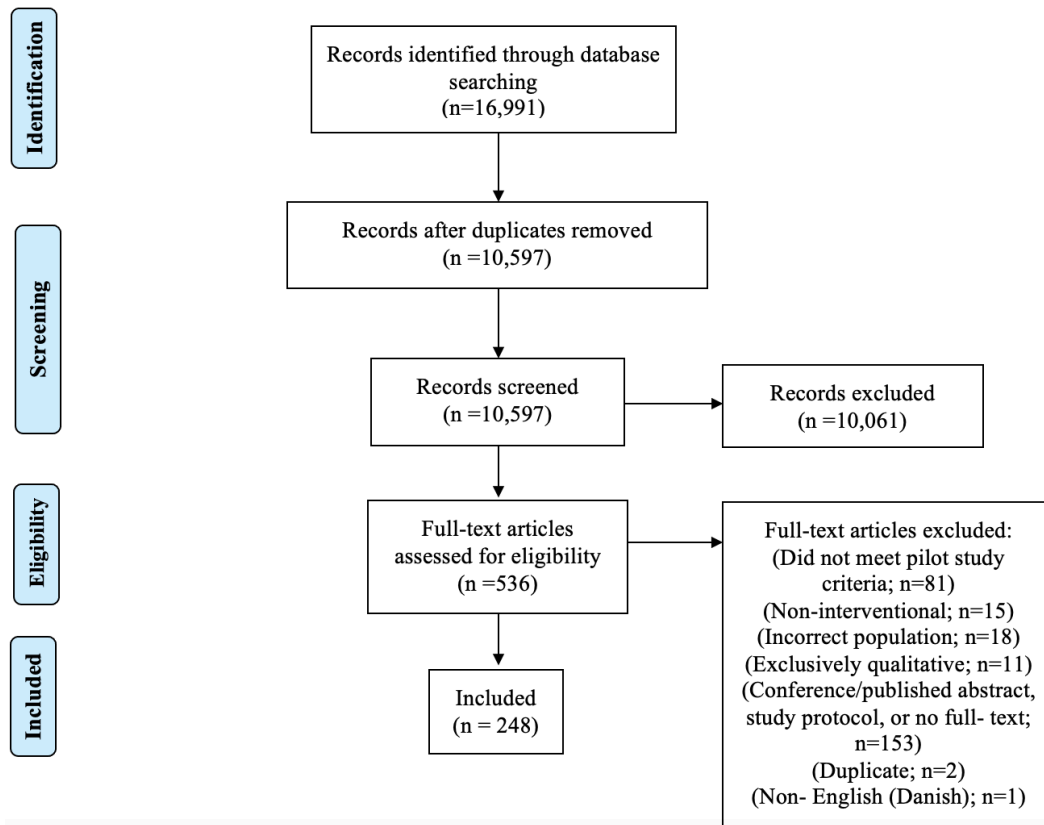 Identification
Records identified through database
searching
(n=16,991)
Records after duplicates removed
(n =10,597)
Screening
Records screened
(n =10,597)
Records excluded
(n =10,061)
Eligibility
Full-text articles
assessed for eligibility
(n =536)
Full-text articles excluded:
(Did not meet pilot study
criteria; n=81)
(Non-interventional; n=15)
(Incorrect population; n=18)
(Exclusively qualitative; n=11)
(Conference/published abstract,
study protocol, or no full- text;
n=153)
(Duplicate; n=2)
(Non- English (Danish); n=1)
Included
Included
(n = 248)